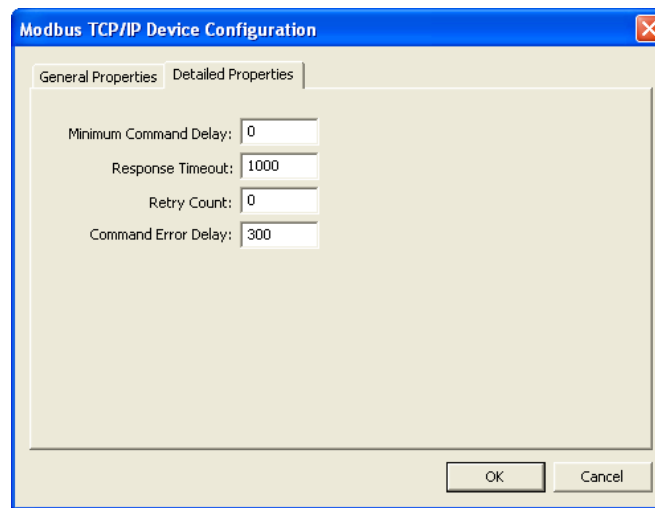 Modbus TCP/IP Device Configuration
General Properties Detailed Properties
Minimum Command Delay: 0
Response Timeout: 1000
Retry Count: 0
Command Error Delay: 300
OK Cancel